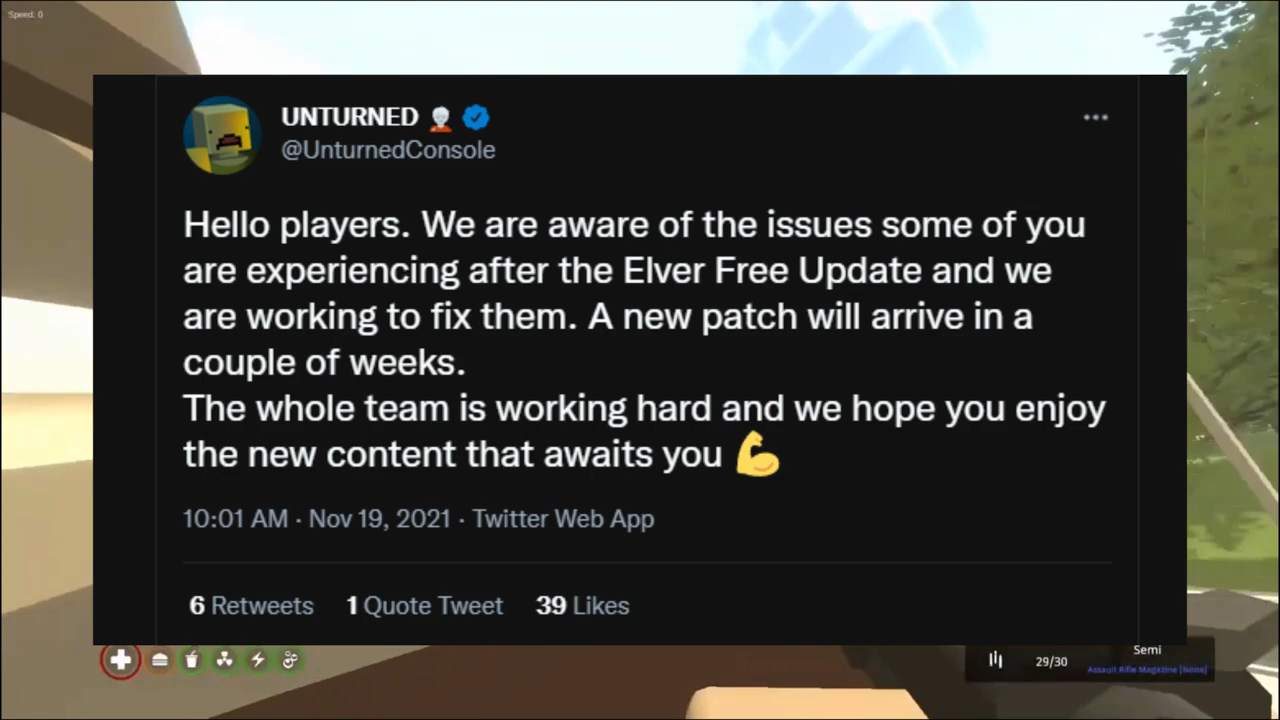 Speed: 0
UNTURNED
@UnturnedConsole
Hello players. We are aware of the issues some of you
are experiencing after the Elver Free Update and we
are working to fix them. A new patch will arrive in a
couple of weeks.
The whole team is working hard and we hope you enjoy
the new content that awaits you 💪
10:01 AM · Nov 19, 2021 · Twitter Web App
6 Retweets 1 Quote Tweet 39 Likes
Semi
29/30
Assault Rifle Magazine [None]